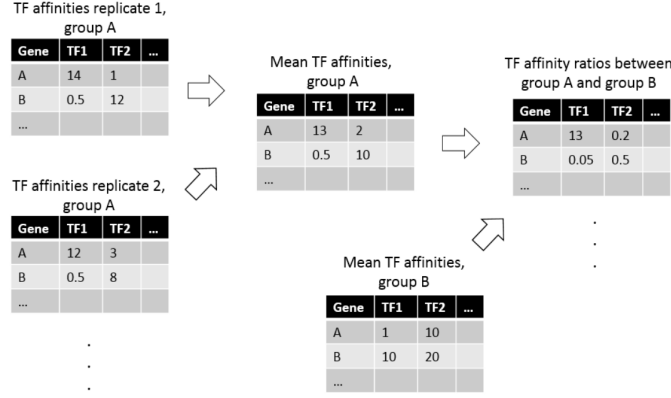 TF affinities replicate 1,
group A
Gene TF1 TF2 ...
A 14 1
B 0.5 12
...
TF affinities replicate 2,
group A
Gene TF1 TF2 ...
A 12 3
B 0.5 8
...
.
.
.
Mean TF affinities,
group A
Gene TF1 TF2 ...
A 13 2
B 0.5 10
...
Mean TF affinities,
group B
Gene TF1 TF2 ...
A 1 10
B 10 20
...
TF affinity ratios between
group A and group B
Gene TF1 TF2 ...
A 13 0.2
B 0.05 0.5
...
.
.
.